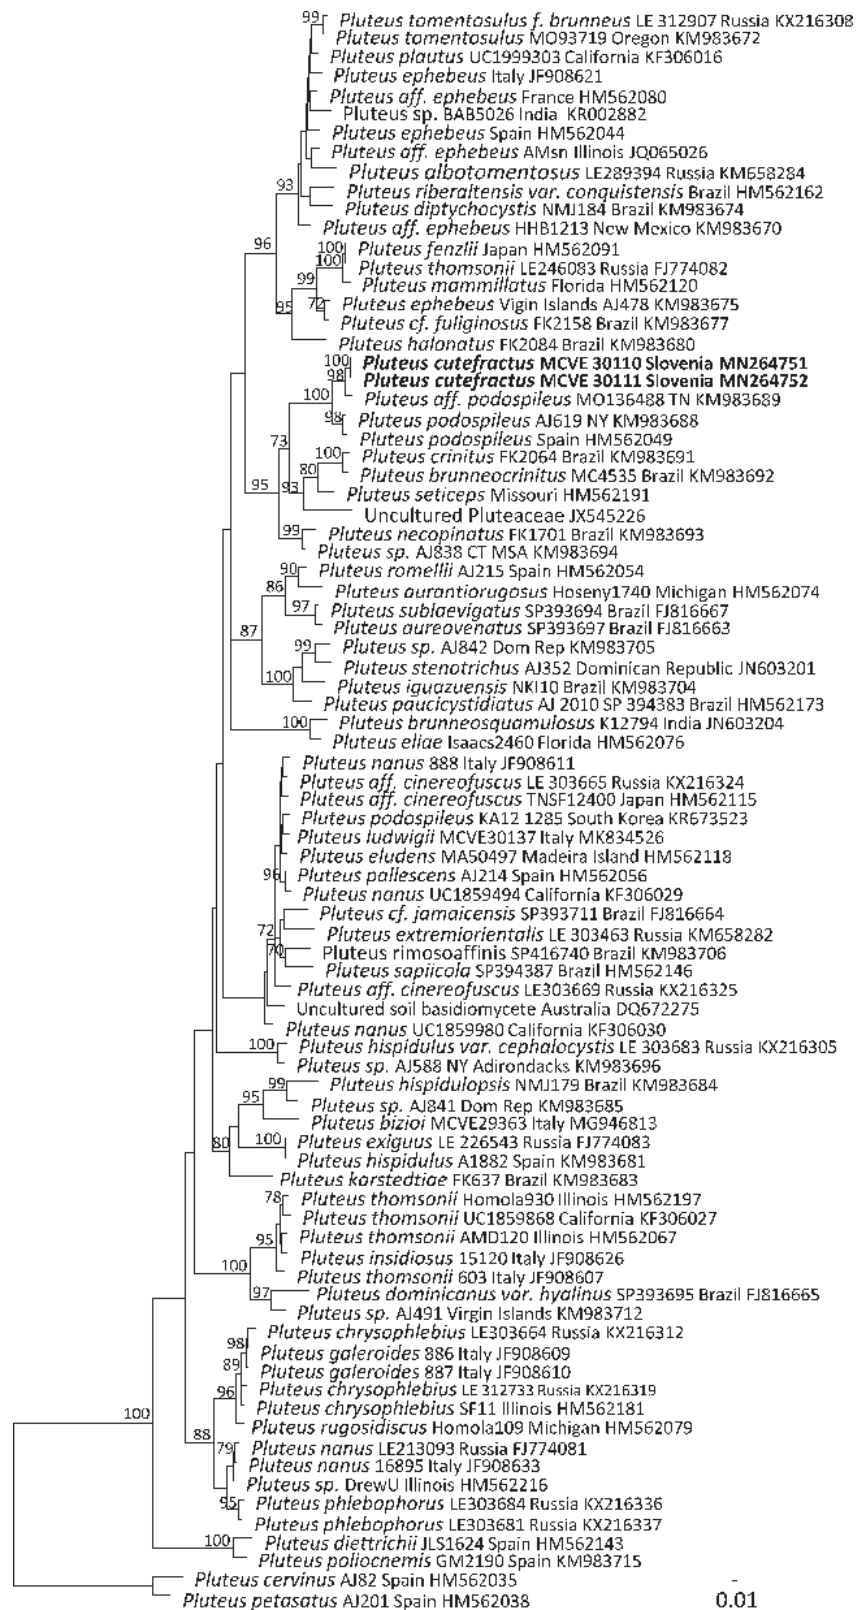 99 Pluteus tomentosulus f. brunneus LE 312907 Russia KX216308
Pluteus tomentosulus MO93719 Oregon KM983672
Pluteus plautus UC1999303 California KF306016
Pluteus ephebeus Italy JF908621
Pluteus aff. ephebeus France HM562080
Pluteus sp. BAB5026 India KR002882
Pluteus ephebeus Spain HM562044
Pluteus aff. ephebeus AMsn Illinois JQ065026
Pluteus albotomentosus LE289394 Russia KM658284
93 Pluteus riberaltensis var. conquistensis Brazil HM562162
Pluteus diptychocystis NMJ184 Brazil KM983674
Pluteus aff. ephebeus HHB1213 New Mexico KM983670
96 100 Pluteus fenzlii Japan HM562091
100 Pluteus thomsonii LE246083 Russia FJ774082
99 Pluteus mammillatus Florida HM562120
95 72 Pluteus ephebeus Vigin Islands AJ478 KM983675
Pluteus cf. fuliginosus FK2158 Brazil KM983677
Pluteus halonatus FK2084 Brazil KM983680
100 Pluteus cutefractus MCVE 30110 Slovenia MN264751
98 Pluteus cutefractus MCVE 30111 Slovenia MN264752
100 Pluteus aff. podospileus MO136488 TN KM983689
98 Pluteus podospileus AJ619 NY KM983688
73 Pluteus podospileus Spain HM562049
100 Pluteus crinitus FK2064 Brazil KM983691
80 Pluteus brunneocrinitus MC4535 Brazil KM983692
95 93 Pluteus seticeps Missouri HM562191
Uncultured Pluteaceae JX545226
99 Pluteus necopinatus FK1701 Brazil KM983693
Pluteus sp. AJ838 CT MSA KM983694
90 Pluteus romellii AJ215 Spain HM562054
86 Pluteus aurantiorugosus Hoseny1740 Michigan HM562074
97 Pluteus sublaevigatus SP393694 Brazil FJ816667
87 Pluteus aureovenatus SP393697 Brazil FJ816663
99 Pluteus sp. AJ842 Dom Rep KM983705
Pluteus stenotrichus AJ352 Dominican Republic JN603201
100 Pluteus iguazuensis NKI10 Brazil KM983704
Pluteus paucicystidiatus AJ 2010 SP 394383 Brazil HM562173
100 Pluteus brunneosquamulosus K12794 India JN603204
Pluteus eliae Isaacs2460 Florida HM562076
Pluteus nanus 888 Italy JF908611
Pluteus aff. cinereofuscus LE 303665 Russia KX216324
Pluteus aff. cinereofuscus TNSF12400 Japan HM562115
Pluteus podospileus KA12 1285 South Korea KR673523
Pluteus ludwigii MCVE30137 Italy MK834526
Pluteus eludens MA50497 Madeira Island HM562118
96 Pluteus pallescens AJ214 Spain HM562056
Pluteus nanus UC1859494 California KF306029
Pluteus cf. jamaicensis SP393711 Brazil FJ816664
72 Pluteus extremiorientalis LE 303463 Russia KM658282
70 Pluteus rimosoaffinis SP416740 Brazil KM983706
Pluteus sapiicola SP394387 Brazil HM562146
Pluteus aff. cinereofuscus LE303669 Russia KX216325
Uncultured soil basidiomycete Australia DQ672275
Pluteus nanus UC1859980 California KF306030
100 Pluteus hispidulus var. cephalocystis LE 303683 Russia KX216305
Pluteus sp. AJ588 NY Adirondacks KM983696
99 Pluteus hispidulopsis NMJ179 Brazil KM983684
95 Pluteus sp. AJ841 Dom Rep KM983685
Pluteus bizioi MCVE29363 Italy MG946813
80 100 Pluteus exiguus LE 226543 Russia FJ774083
Pluteus hispidulus A1882 Spain KM983681
Pluteus karstedtiae FK637 Brazil KM983683
78 Pluteus thomsonii Homola930 Illinois HM562197
Pluteus thomsonii UC1859868 California KF306027
95 Pluteus thomsonii AMD120 Illinois HM562067
100 Pluteus insidiosus 15120 Italy JF908626
Pluteus thomsonii 603 Italy JF908607
97 Pluteus dominicanus var. hyalinus SP393695 Brazil FJ816665
Pluteus sp. AJ491 Virgin Islands KM983712
98 Pluteus chrysophlebius LE303664 Russia KX216312
Pluteus galeroides 886 Italy JF908609
89 Pluteus galeroides 887 Italy JF908610
96 Pluteus chrysophlebius LE 312733 Russia KX216319
Pluteus chrysophlebius SF11 Illinois HM562181
100 88 Pluteus rugosidiscus Homola109 Michigan HM562079
79 Pluteus nanus LE213093 Russia FJ774081
Pluteus nanus 16895 Italy JF908633
Pluteus sp. DrewU Illinois HM562216
95 Pluteus phlebophorus LE303684 Russia KX216336
Pluteus phlebophorus LE303681 Russia KX216337
100 Pluteus diettrichii JLS1624 Spain HM562143
Pluteus poliocnemis GM2190 Spain KM983715
Pluteus cervinus AJ82 Spain HM562035
Pluteus petasatus AJ201 Spain HM562038
0.01